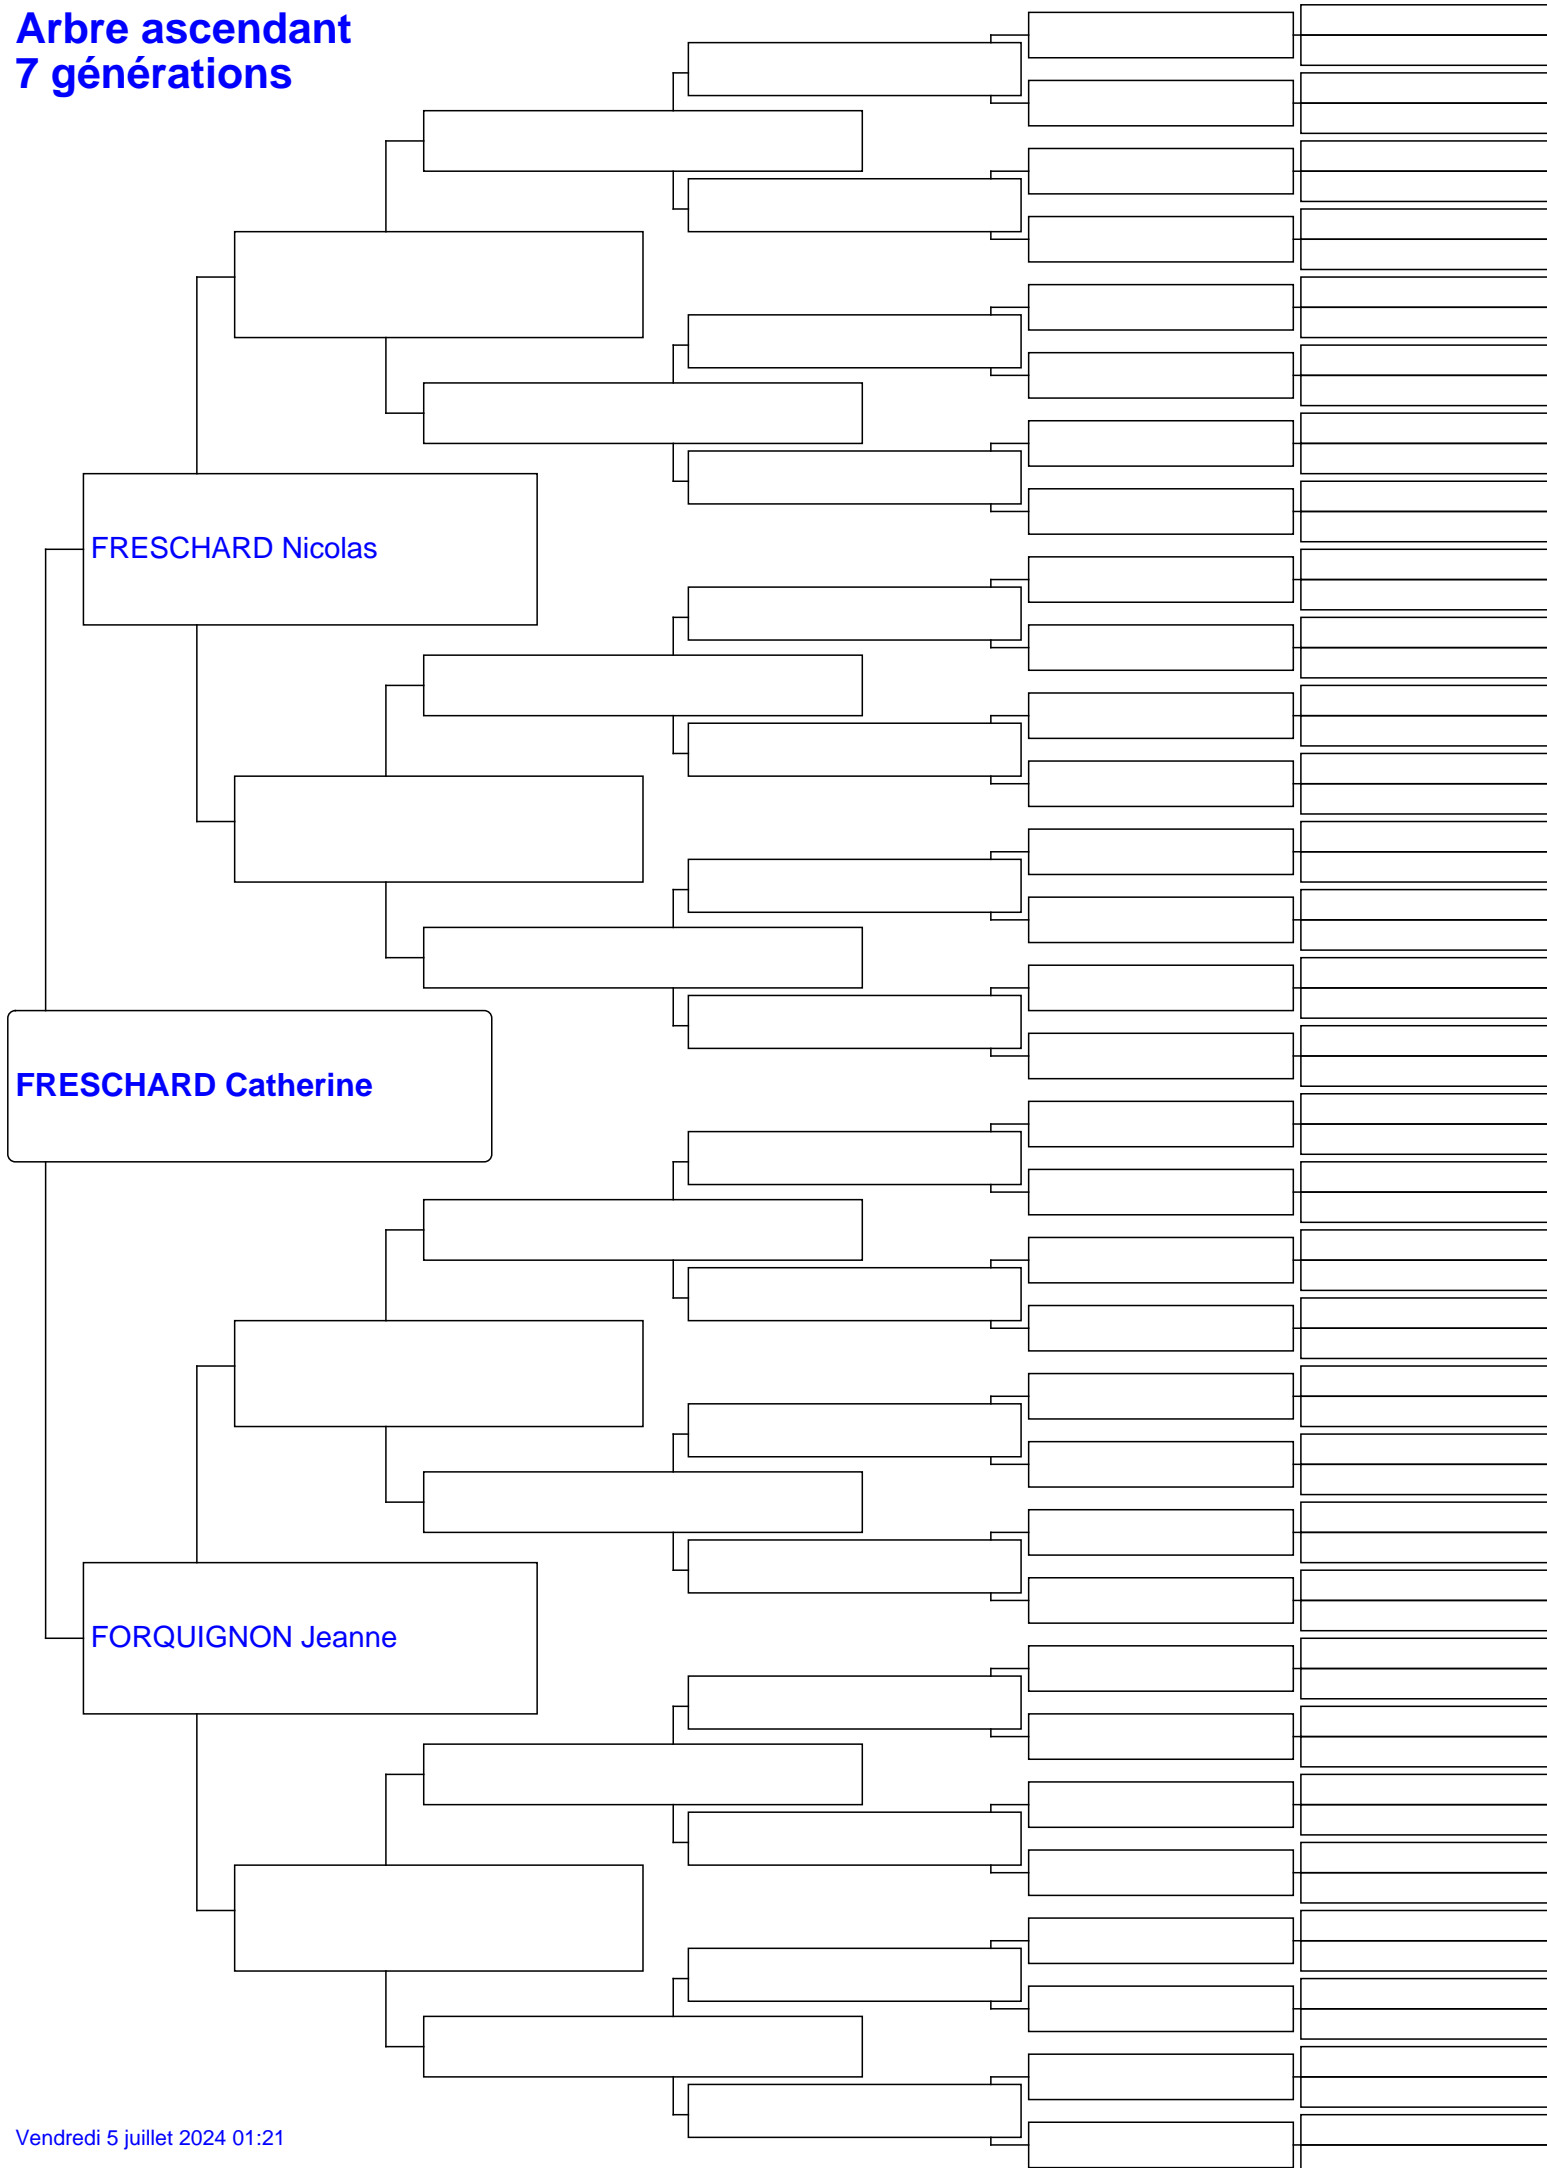 Arbre ascendant
7 générations
FRESCHARD Nicolas
FRESCHARD Catherine
FORQUIGNON Jeanne
Vendredi 5 juillet 2024 01:21